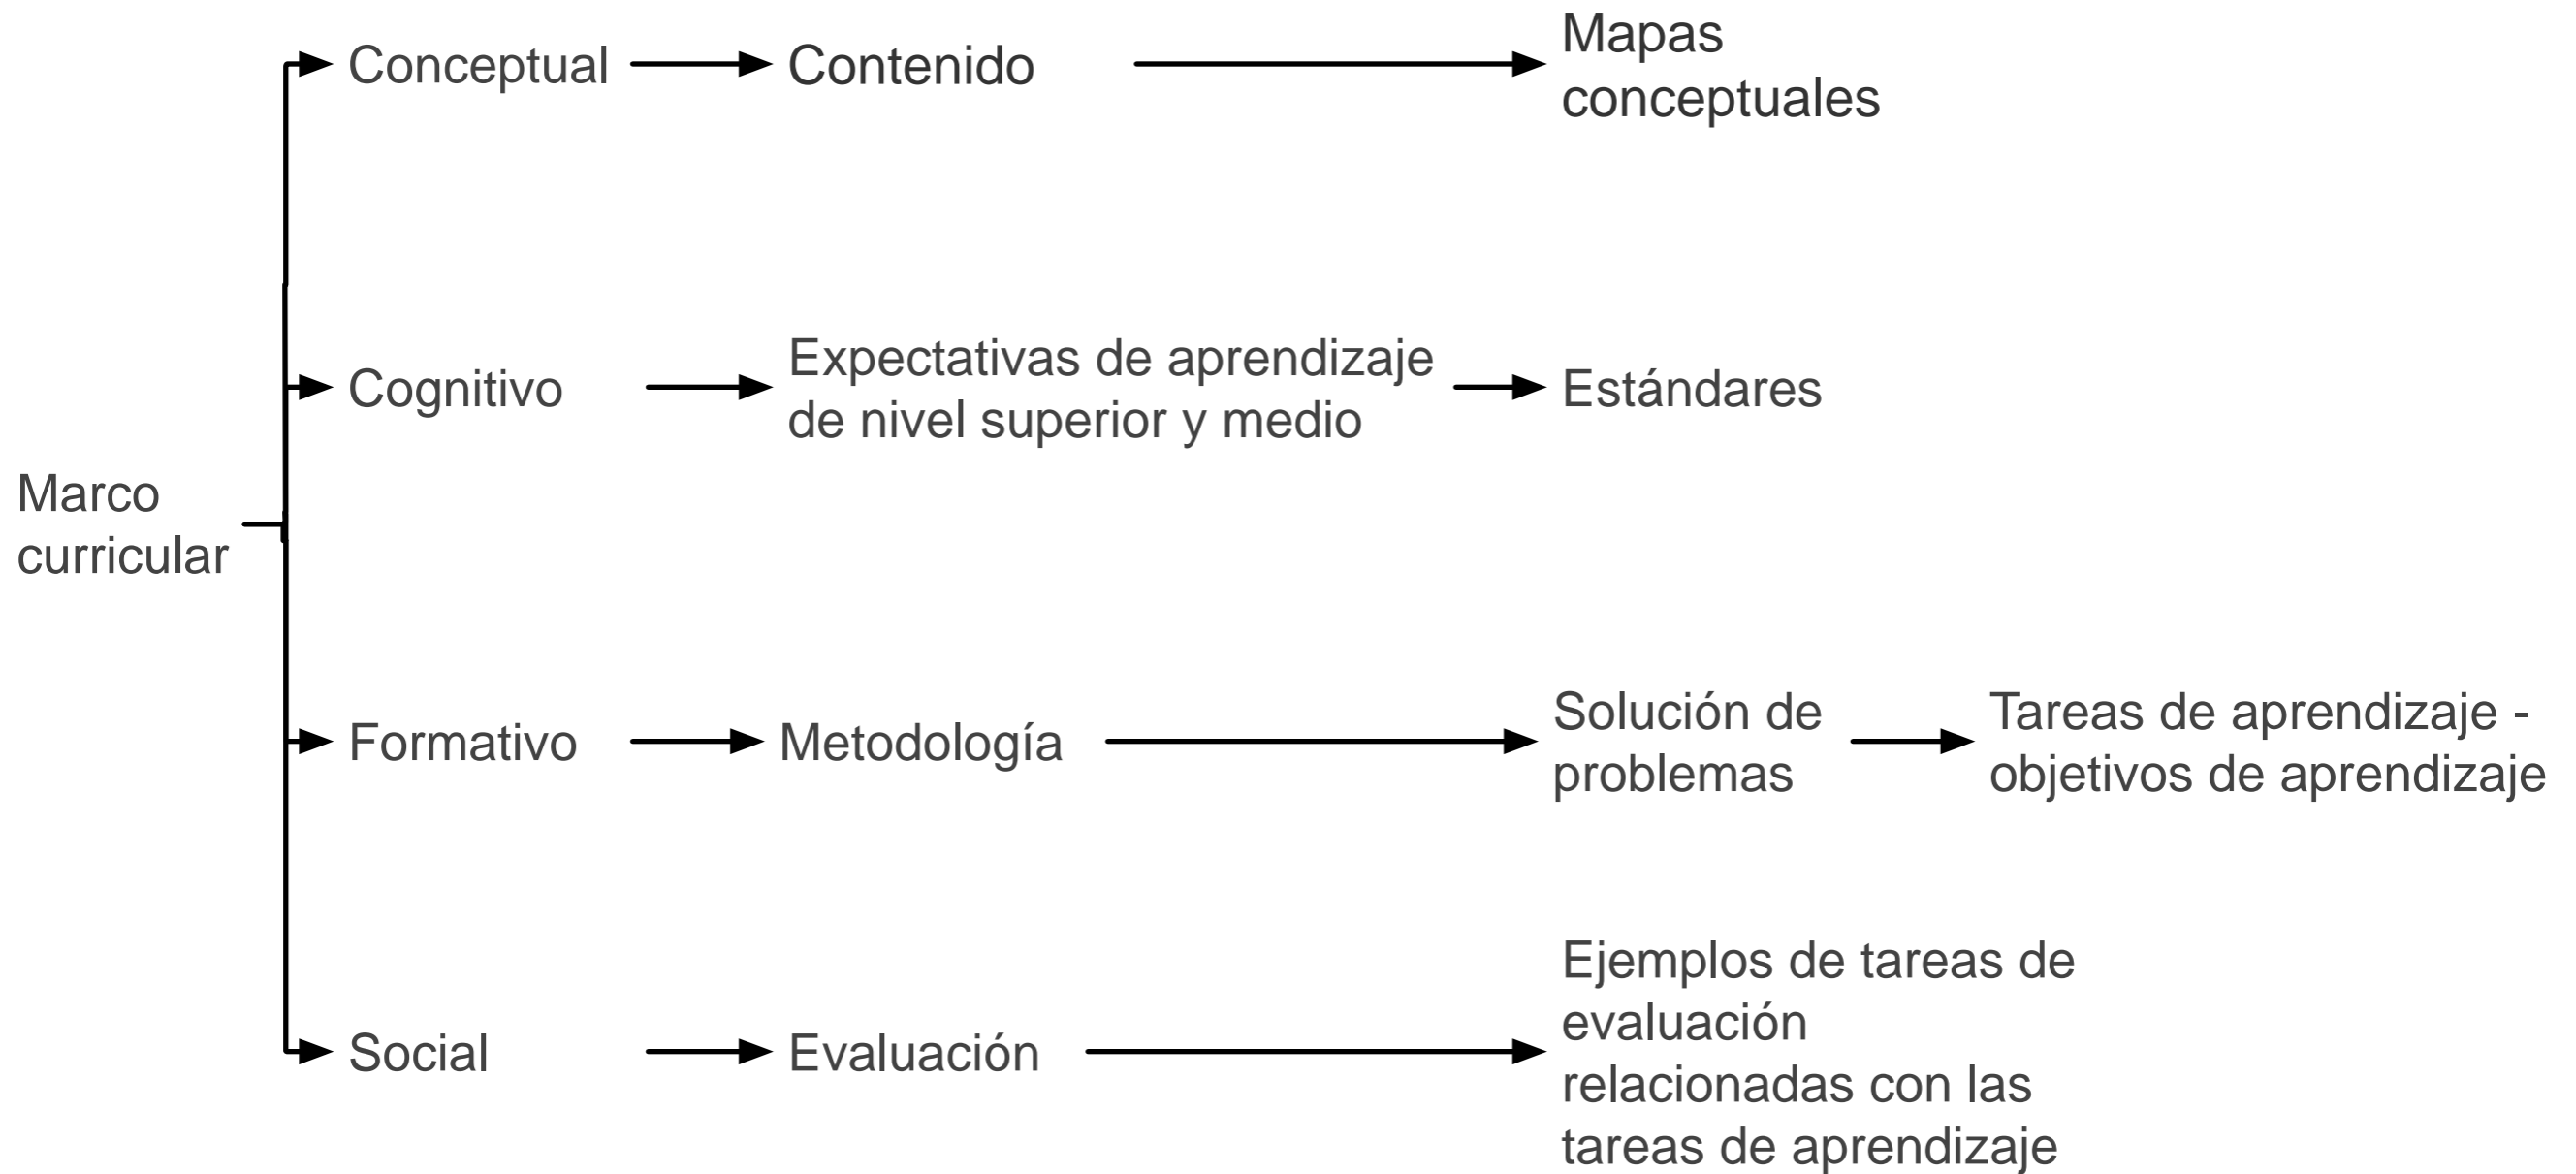 Marco
curricular
Conceptual
Contenido
Mapas
conceptuales
Cognitivo
Expectativas de aprendizaje
de nivel superior y medio
Estándares
Formativo
Metodología
Solución de
problemas
Tareas de aprendizaje -
objetivos de aprendizaje
Social
Evaluación
Ejemplos de tareas de
evaluación
relacionadas con las
tareas de aprendizaje